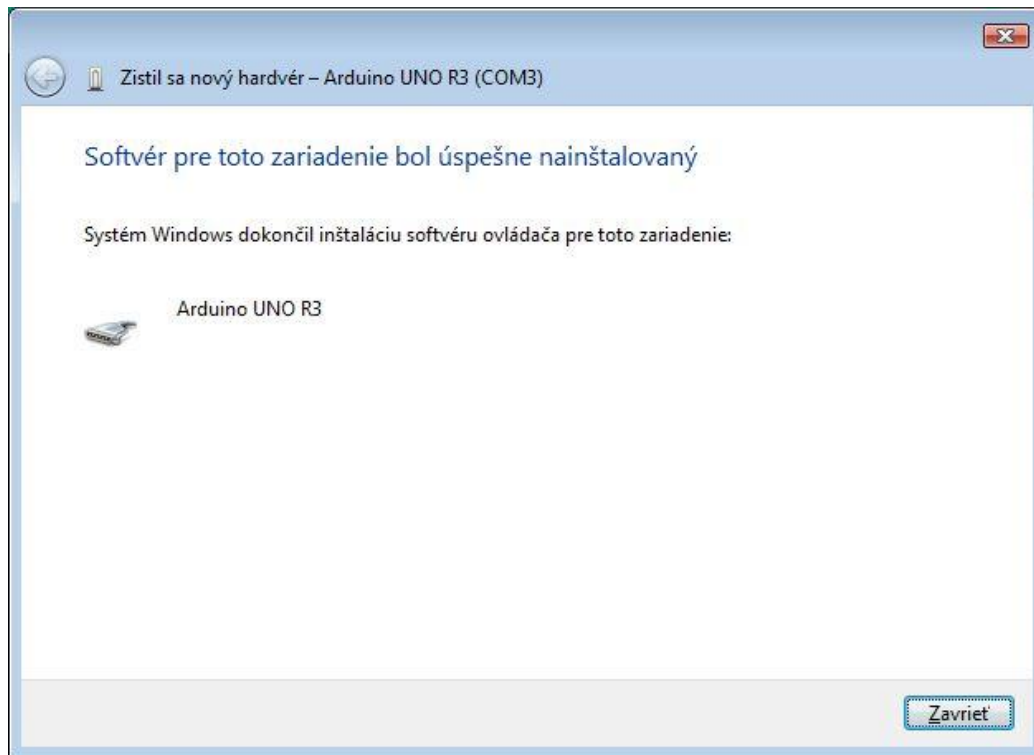 Zistil sa nový hardvér – Arduino UNO R3 (COM3)
Softvér pre toto zariadenie bol úspešne nainštalovaný
Systém Windows dokončil inštaláciu softvéru ovládača pre toto zariadenie:
Arduino UNO R3
Zavrieť